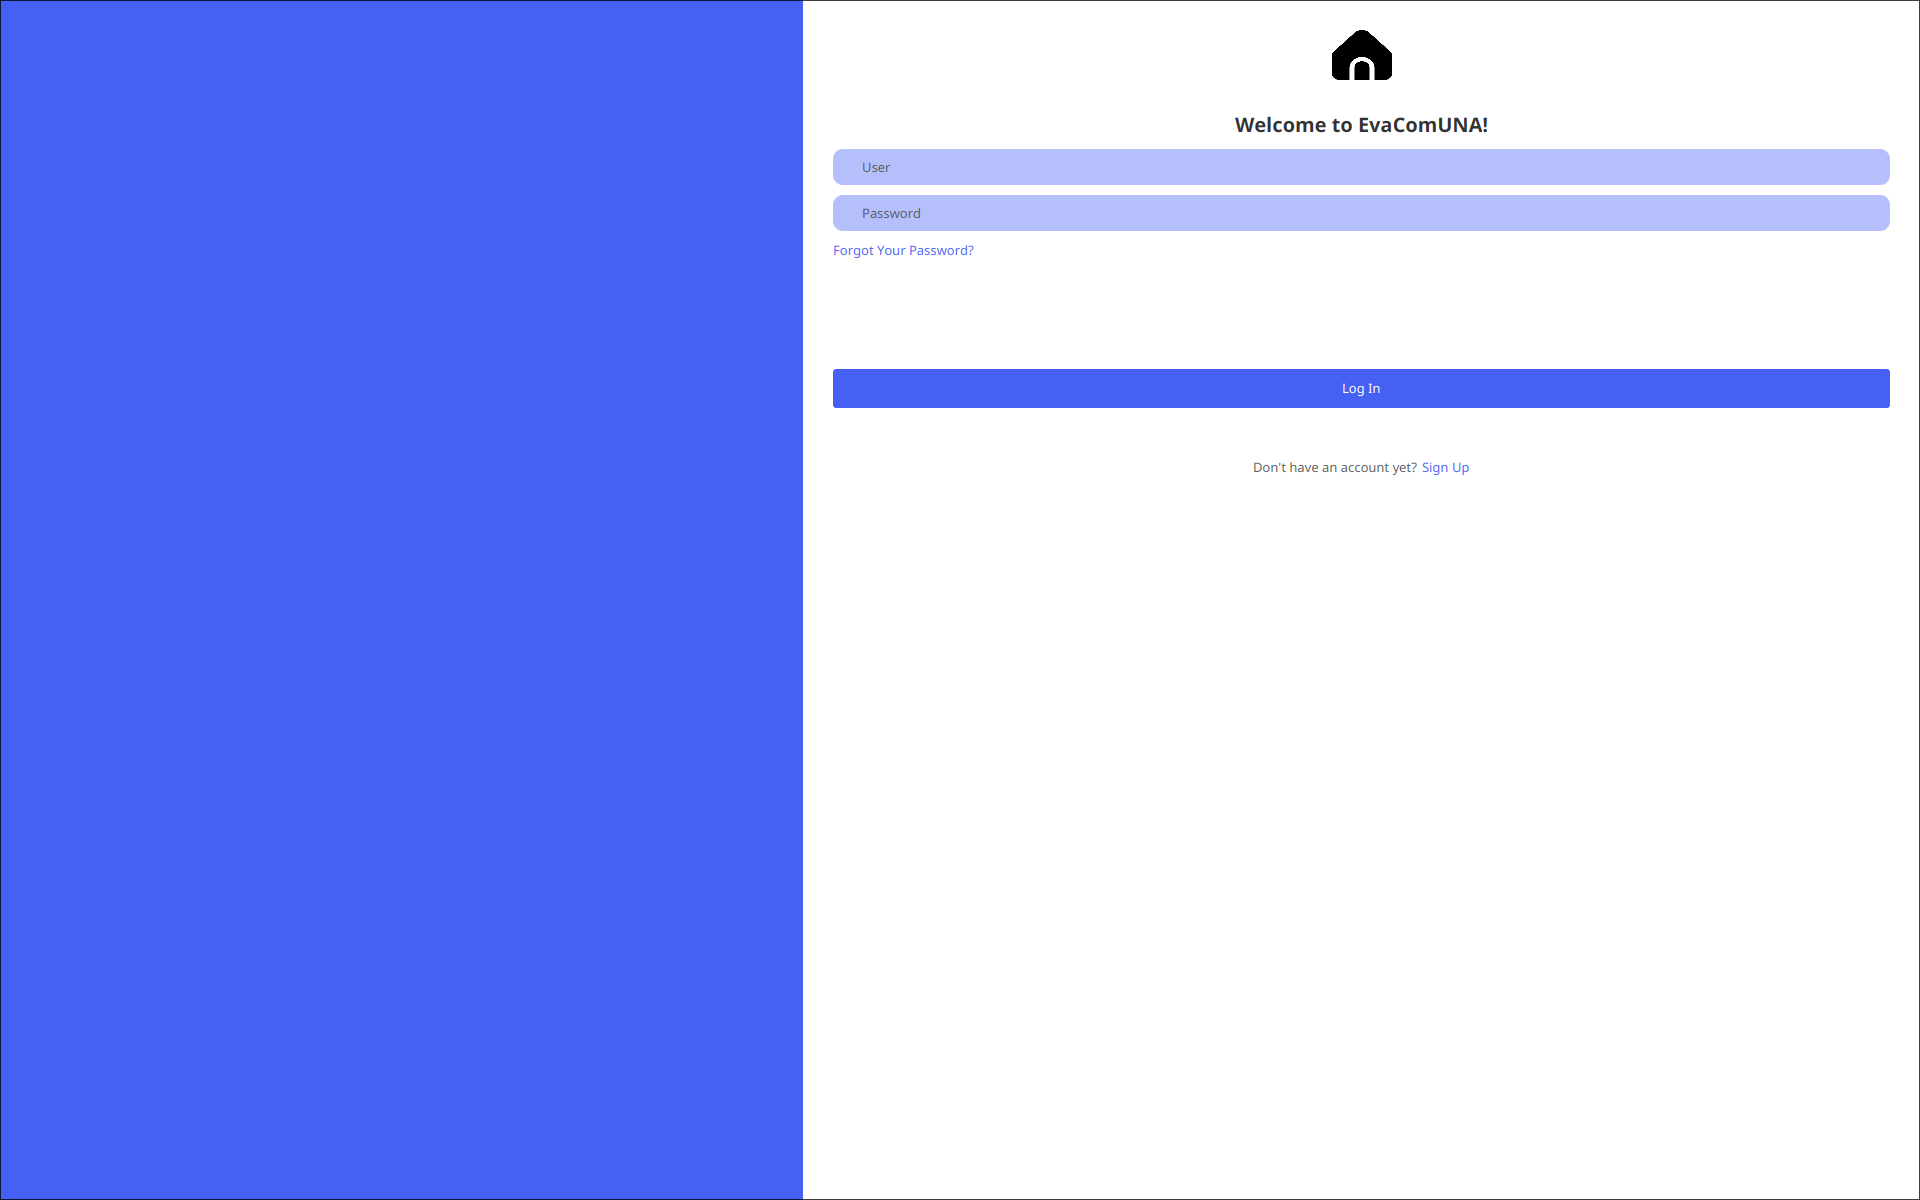 Welcome to EvaComUNA!
User
Password
Forgot Your Password?
Log In
Don't have an account yet? Sign Up